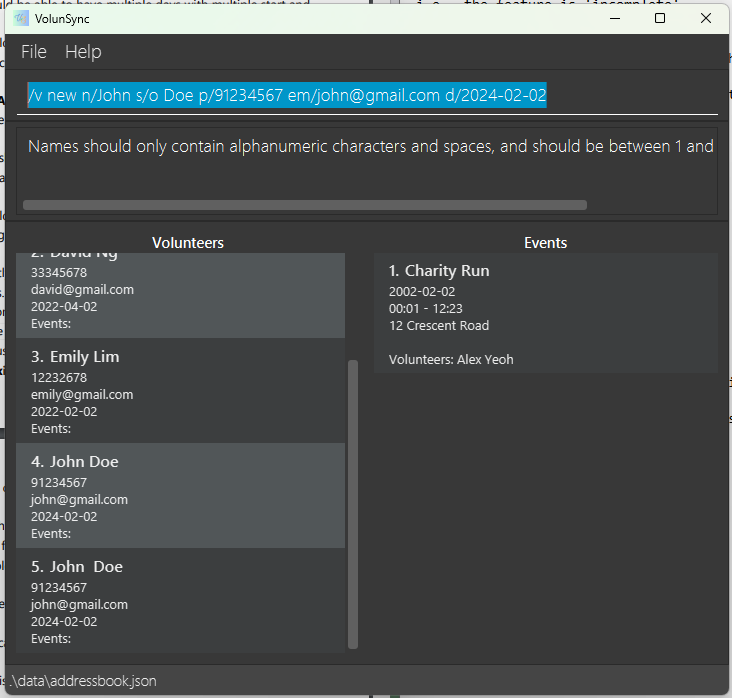 VolunSync
File Help
/v new n/John s/o Doe p/91234567 em/john@gmail.com d/2024-02-02
Names should only contain alphanumeric characters and spaces, and should be between 1 and
Volunteers
2. David Ng
33345678
david@gmail.com
2022-04-02
Events:
3. Emily Lim
12232678
emily@gmail.com
2022-02-02
Events:
4. John Doe
91234567
john@gmail.com
2024-02-02
Events:
5. John  Doe
91234567
john@gmail.com
2024-02-02
Events:
Events
1. Charity Run
2002-02-02
00:01 - 12:23
12 Crescent Road
Volunteers: Alex Yeoh
.\data\addressbook.json